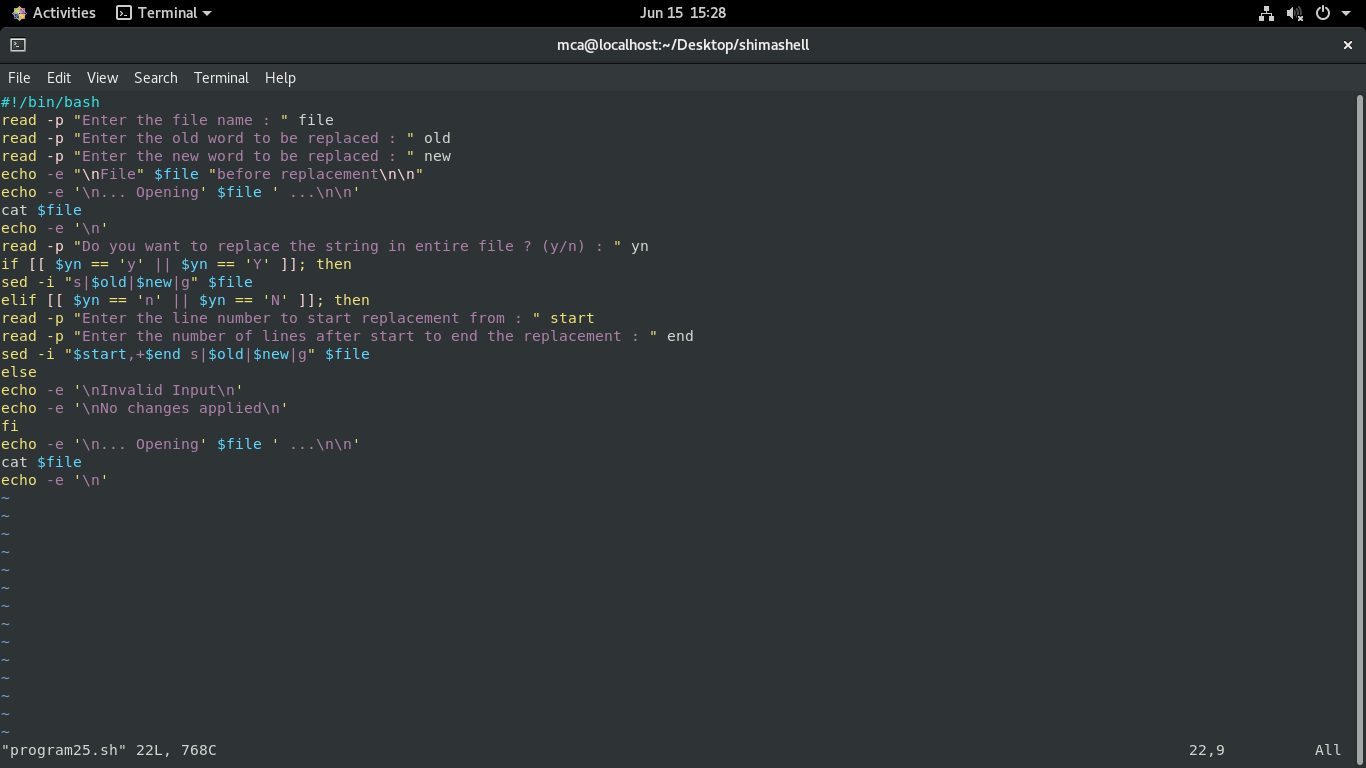 Activities Terminal Jun 15 15:28
mca@localhost:~/Desktop/shimashell ×
File Edit View Search Terminal Help
#!/bin/bash
read -p "Enter the file name : " file
read -p "Enter the old word to be replaced : " old
read -p "Enter the new word to be replaced : " new
echo -e "\nFile" $file "before replacement\n\n"
echo -e '\n... Opening' $file ' ...\n\n'
cat $file
echo -e '\n'
read -p "Do you want to replace the string in entire file ? (y/n) : " yn
if [[ $yn == 'y' || $yn == 'Y' ]]; then
sed -i "s|$old|$new|g" $file
elif [[ $yn == 'n' || $yn == 'N' ]]; then
read -p "Enter the line number to start replacement from : " start
read -p "Enter the number of lines after start to end the replacement : " end
sed -i "$start,+$end s|$old|$new|g" $file
else
echo -e '\nInvalid Input\n'
echo -e '\nNo changes applied\n'
fi
echo -e '\n... Opening' $file ' ...\n\n'
cat $file
echo -e '\n'
~
~
~
~
~
~
~
~
~
~
~
~
~
~
"program25.sh" 22L, 768C 22,9 All